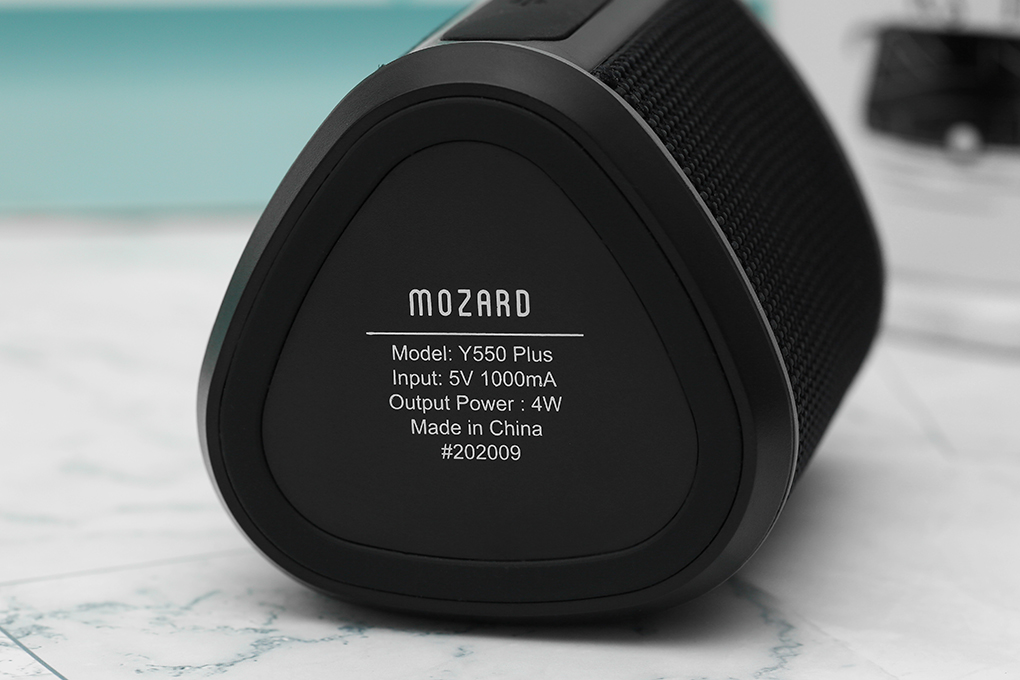 MOZARD
Model: Y550 Plus
Input: 5V 1000mA
Output Power : 4W
Made in China
#202009